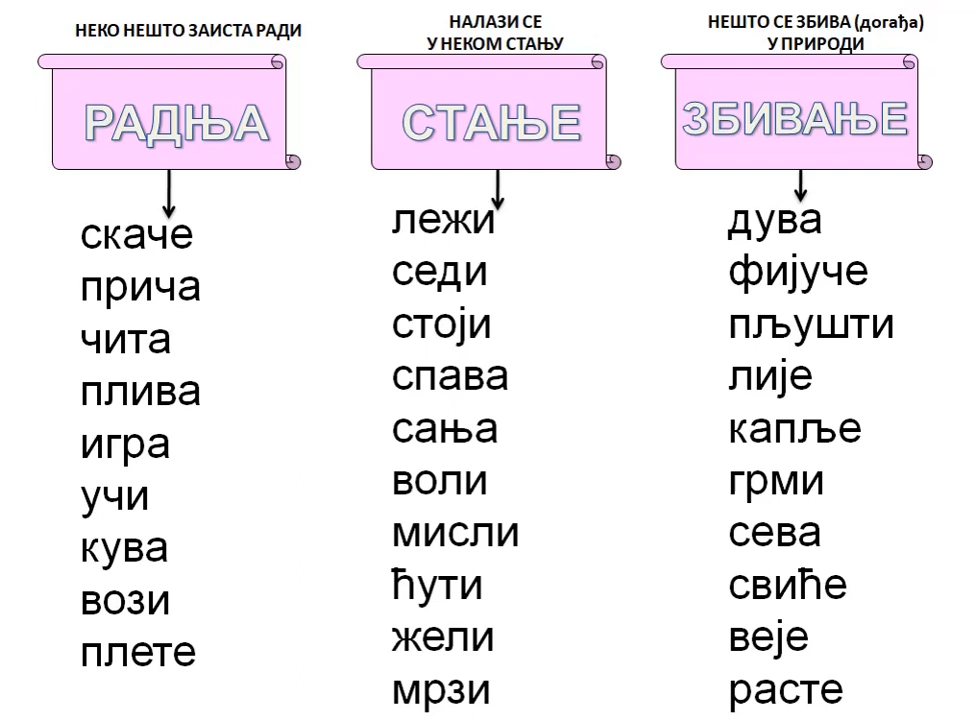 НЕКО НЕШТО ЗАИСТА РАДИ
РАДЊА
скаче
прича
чита
плива
игра
учи
кува
вози
плете
НАЛАЗИ СЕ
У НЕКОМ СТАЊУ
СТАЊЕ
лежи
седи
стоји
спава
сања
воли
мисли
ћути
жели
мрзи
НЕШТО СЕ ЗБИВА (догађа)
У ПРИРОДИ
ЗБИВАЊЕ
дува
фијуче
пљушти
лије
капље
грми
сева
свиће
веје
расте